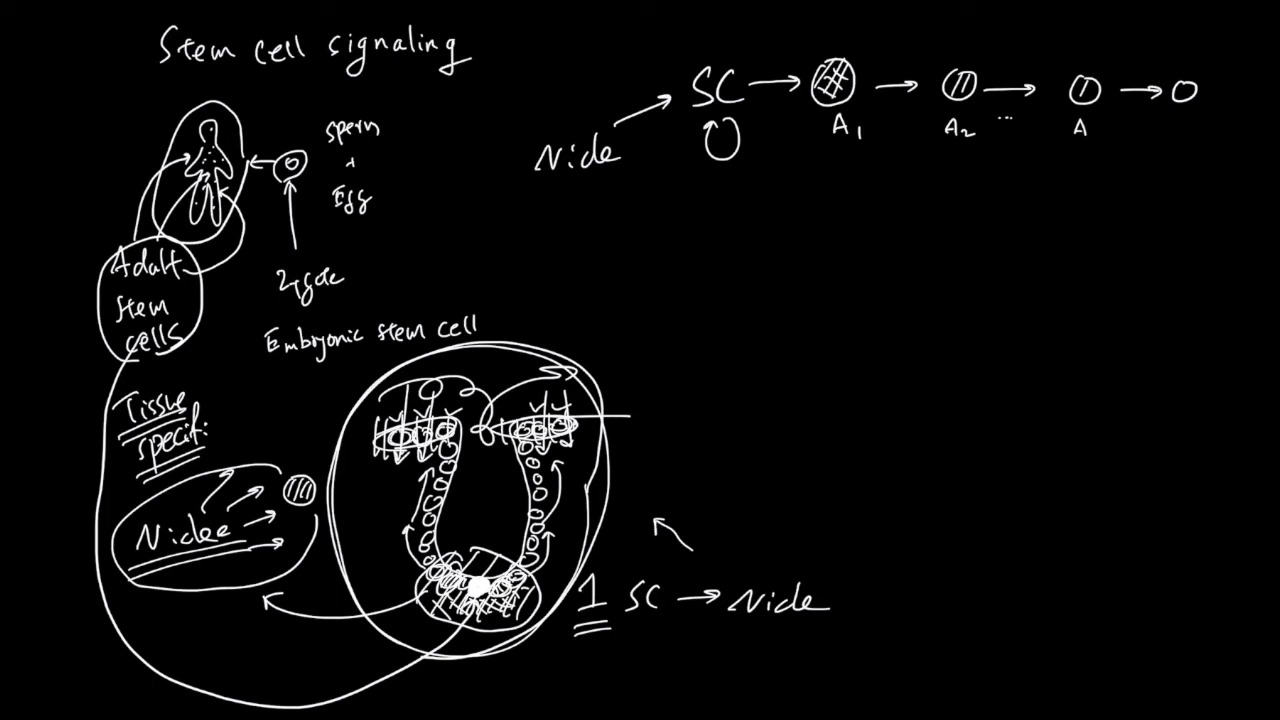 Stem cell signaling
sperm
+
Egg
Zygote
Adult
stem
cells
Embryonic stem cell
Tissue
specifi
Niche
Niche
SC
A1
A2
...
A
1 SC → Niche